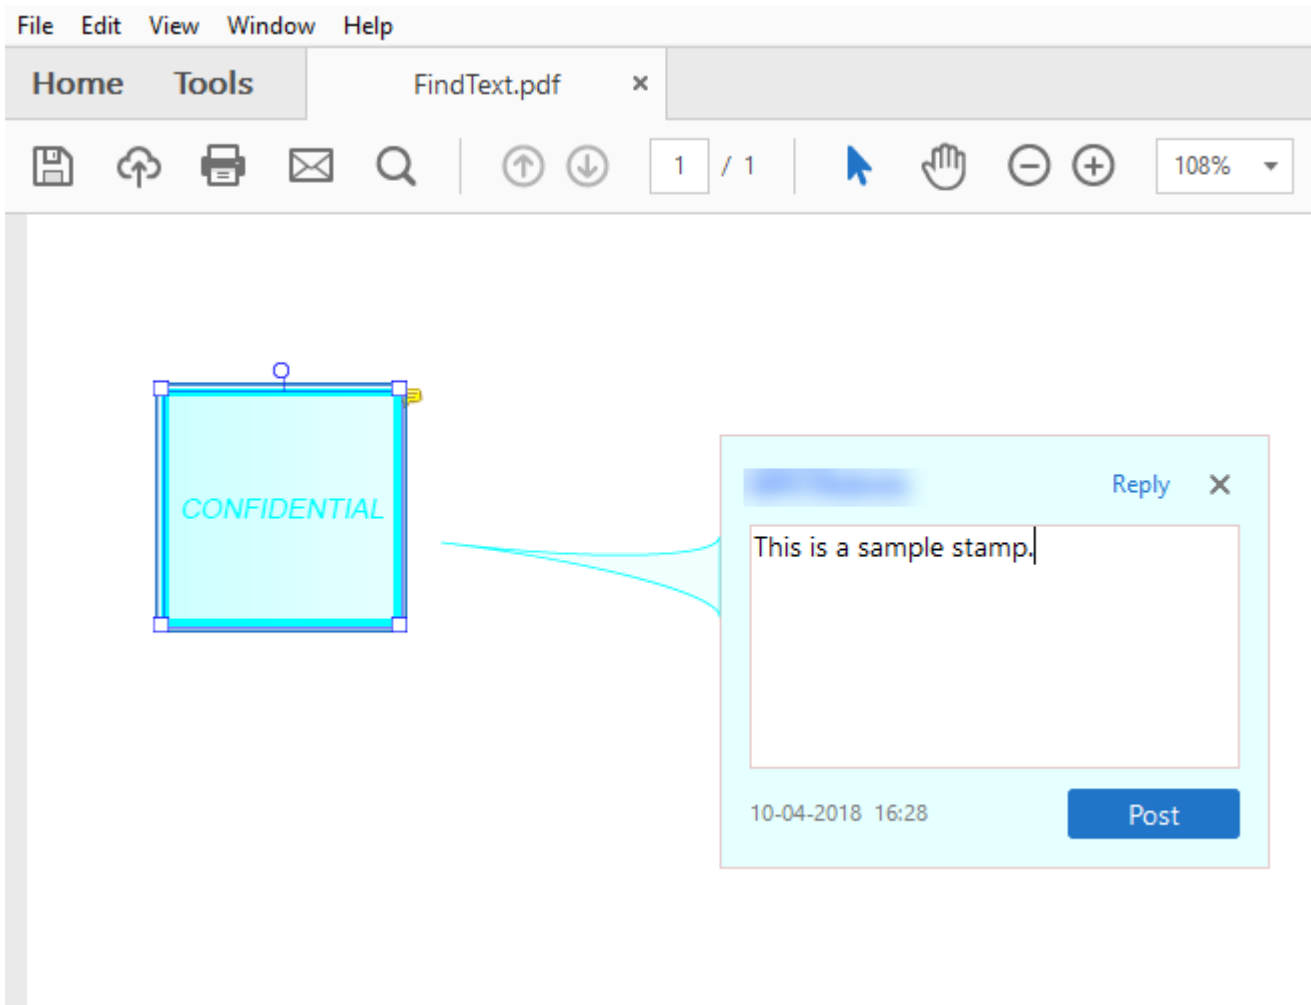 File Edit View Window Help
Home Tools FindText.pdf
1 / 1 108%
CONFIDENTIAL
Reply
This is a sample stamp.
10-04-2018 16:28 Post